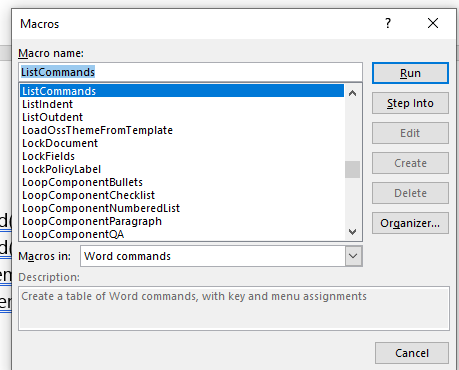 Macros
?
Macro name:
ListCommands
ListCommands
ListIndent
ListOutdent
LoadOssThemeFromTemplate
LockDocument
LockFields
LockPolicyLabel
LoopComponentBullets
LoopComponentChecklist
LoopComponentNumberedList
LoopComponentParagraph
LoopComponentQA
Run
Step Into
Edit
Create
Delete
Organizer...
Macros in: Word commands
Description:
Create a table of Word commands, with key and menu assignments
Cancel
d(
d(
en
er